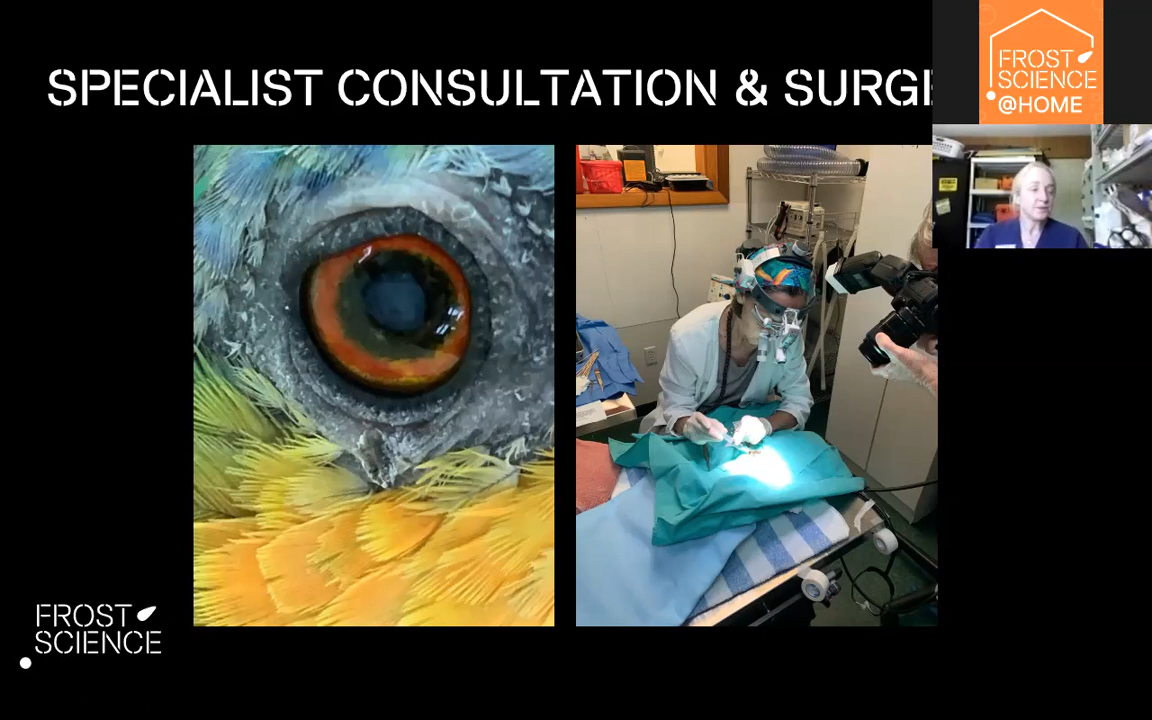 SPECIALIST CONSULTATION & SURGE
FROST
SCIENCE
@HOME
FROST
SCIENCE